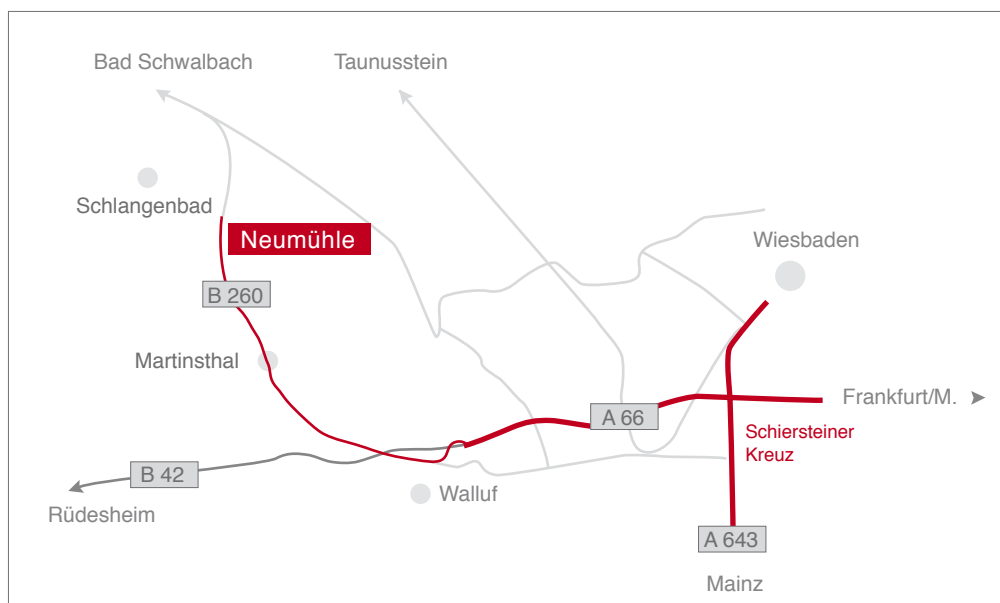 Bad Schwalbach
Taunusstein
Schlangenbad
Neumühle
Wiesbaden
B 260
Martinsthal
Frankfurt/M.
A 66
Schiersteiner
Kreuz
B 42
Walluf
Rüdesheim
A 643
Mainz